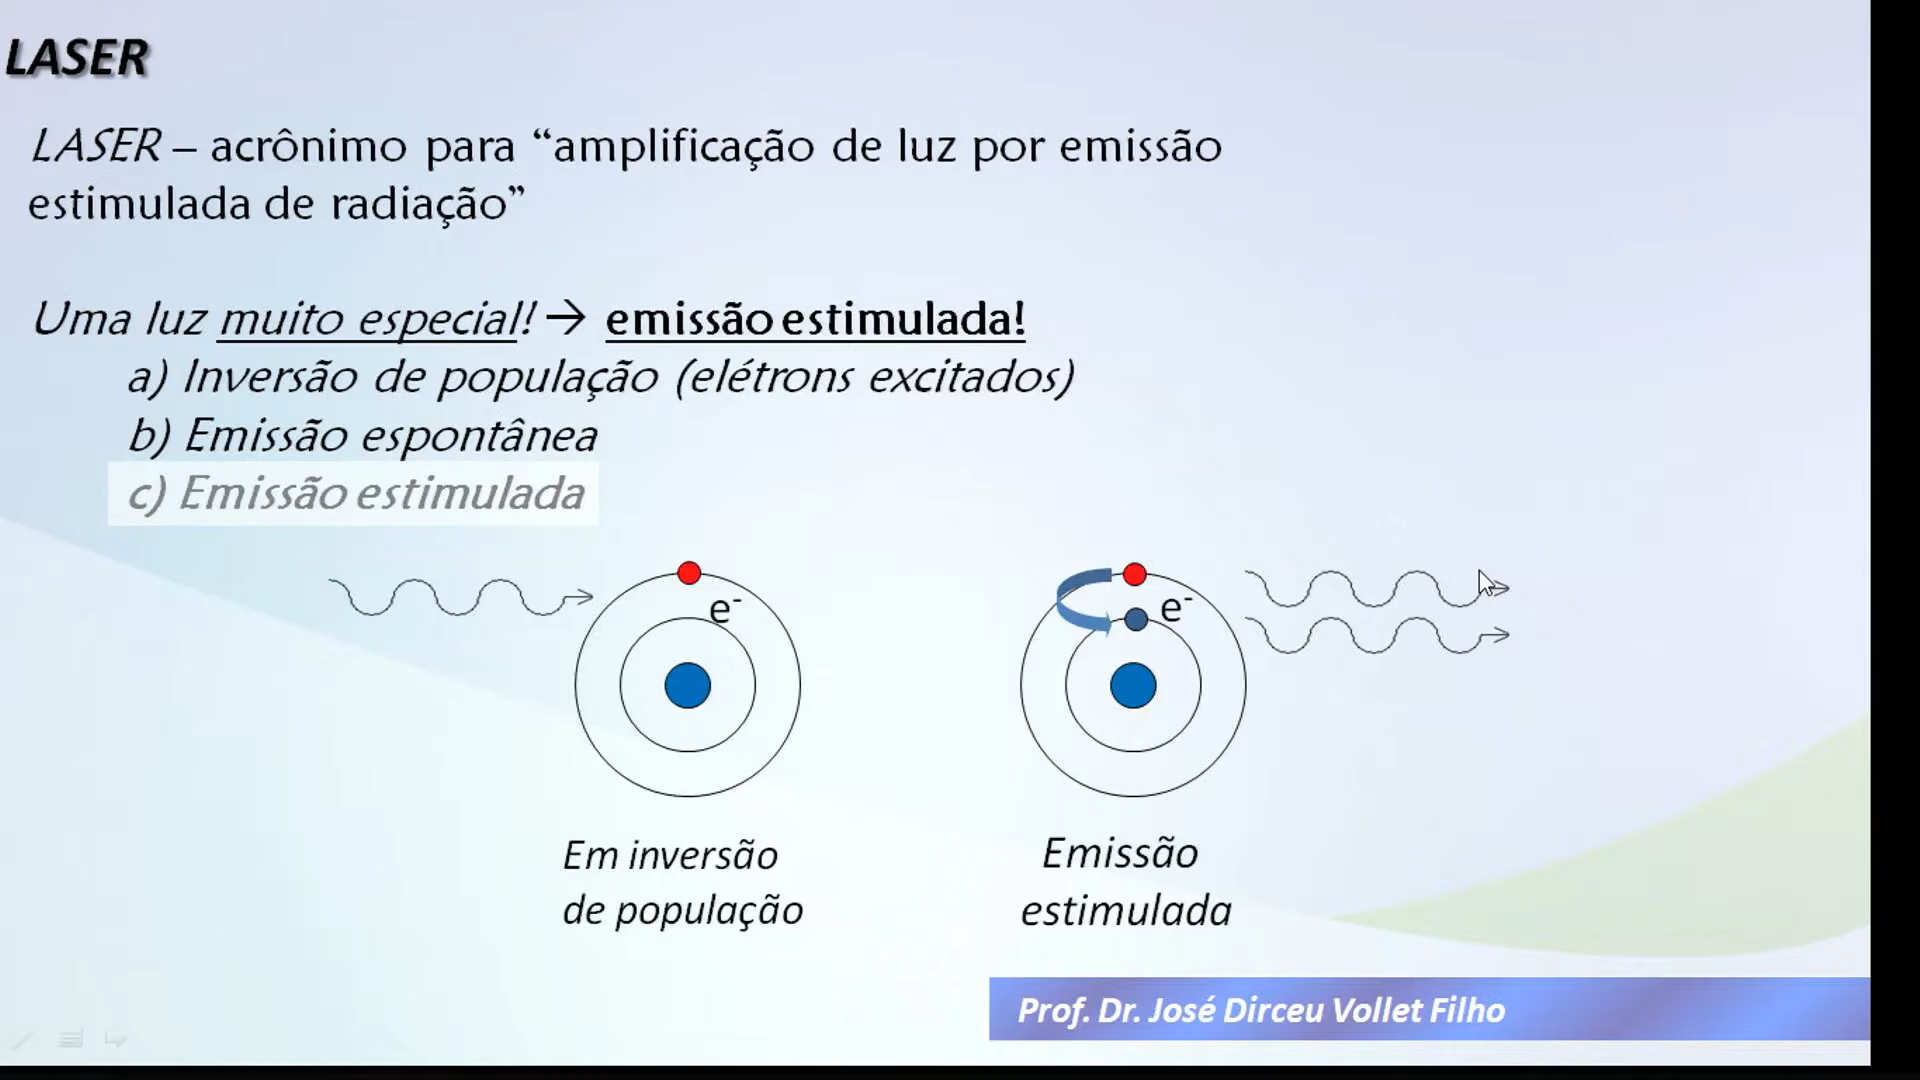 LASER
LASER – acrônimo para “amplificação de luz por emissão
estimulada de radiação”
Uma luz muito especial! → emissão estimulada!
a) Inversão de população (elétrons excitados)
b) Emissão espontânea
c) Emissão estimulada
e-
e-
Em inversão
de população
Emissão
estimulada
Prof. Dr. José Dirceu Vollet Filho